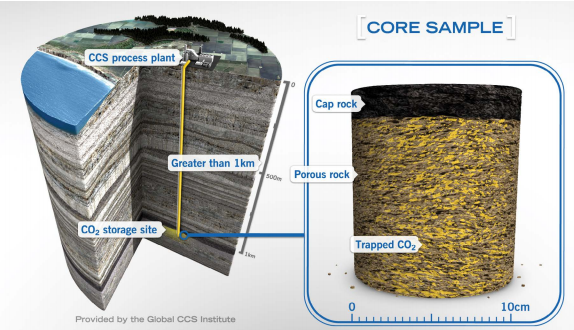 [CORE SAMPLE]
CCS process plant
0
Cap rock
Greater than 1km
500m
Porous rock
CO₂ storage site
Trapped CO₂
1km
0 10cm
Provided by the Global CCS Institute